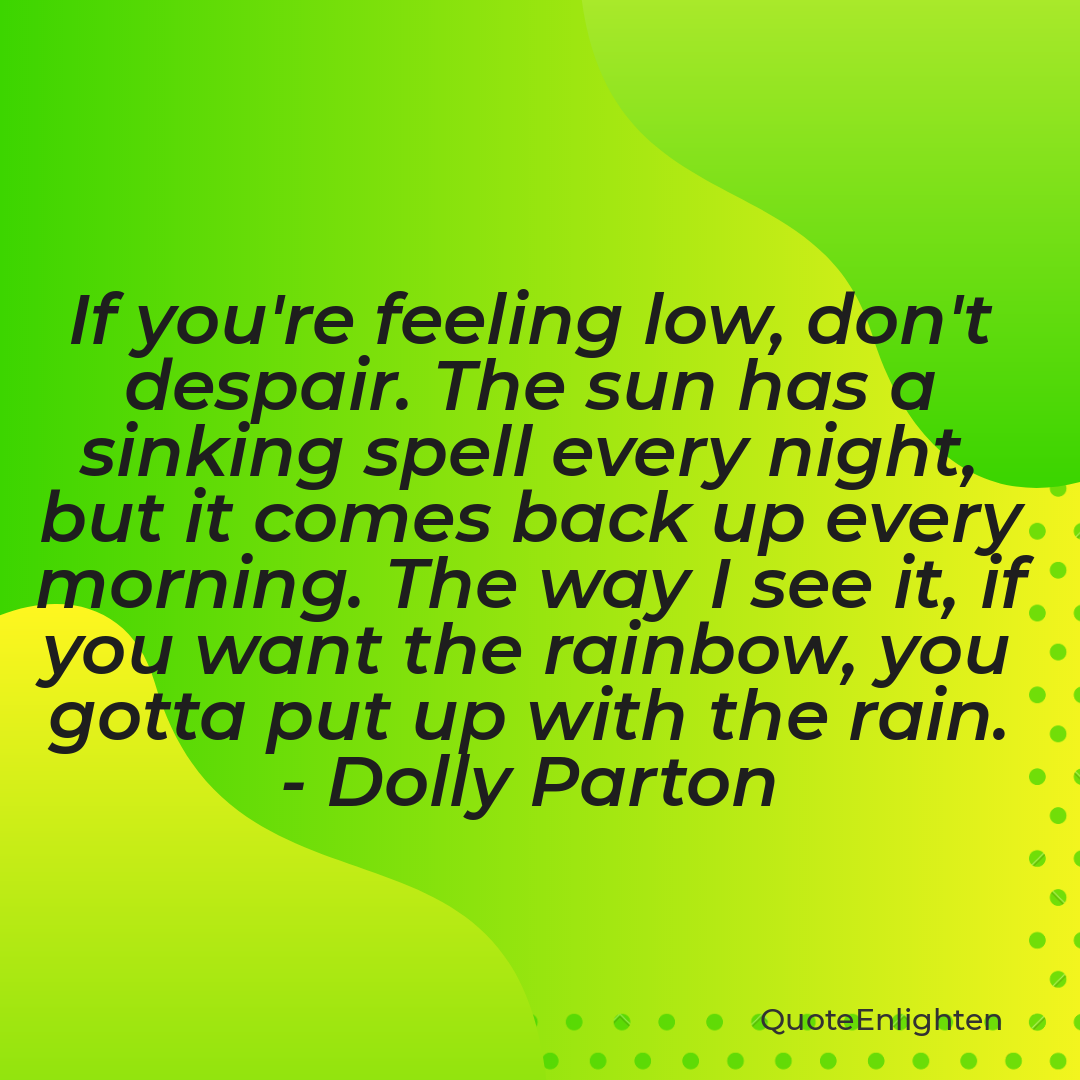 If you're feeling low, don't
despair. The sun has a
sinking spell every night,
but it comes back up every
morning. The way I see it, if
you want the rainbow, you
gotta put up with the rain.
- Dolly Parton
QuoteEnlighten